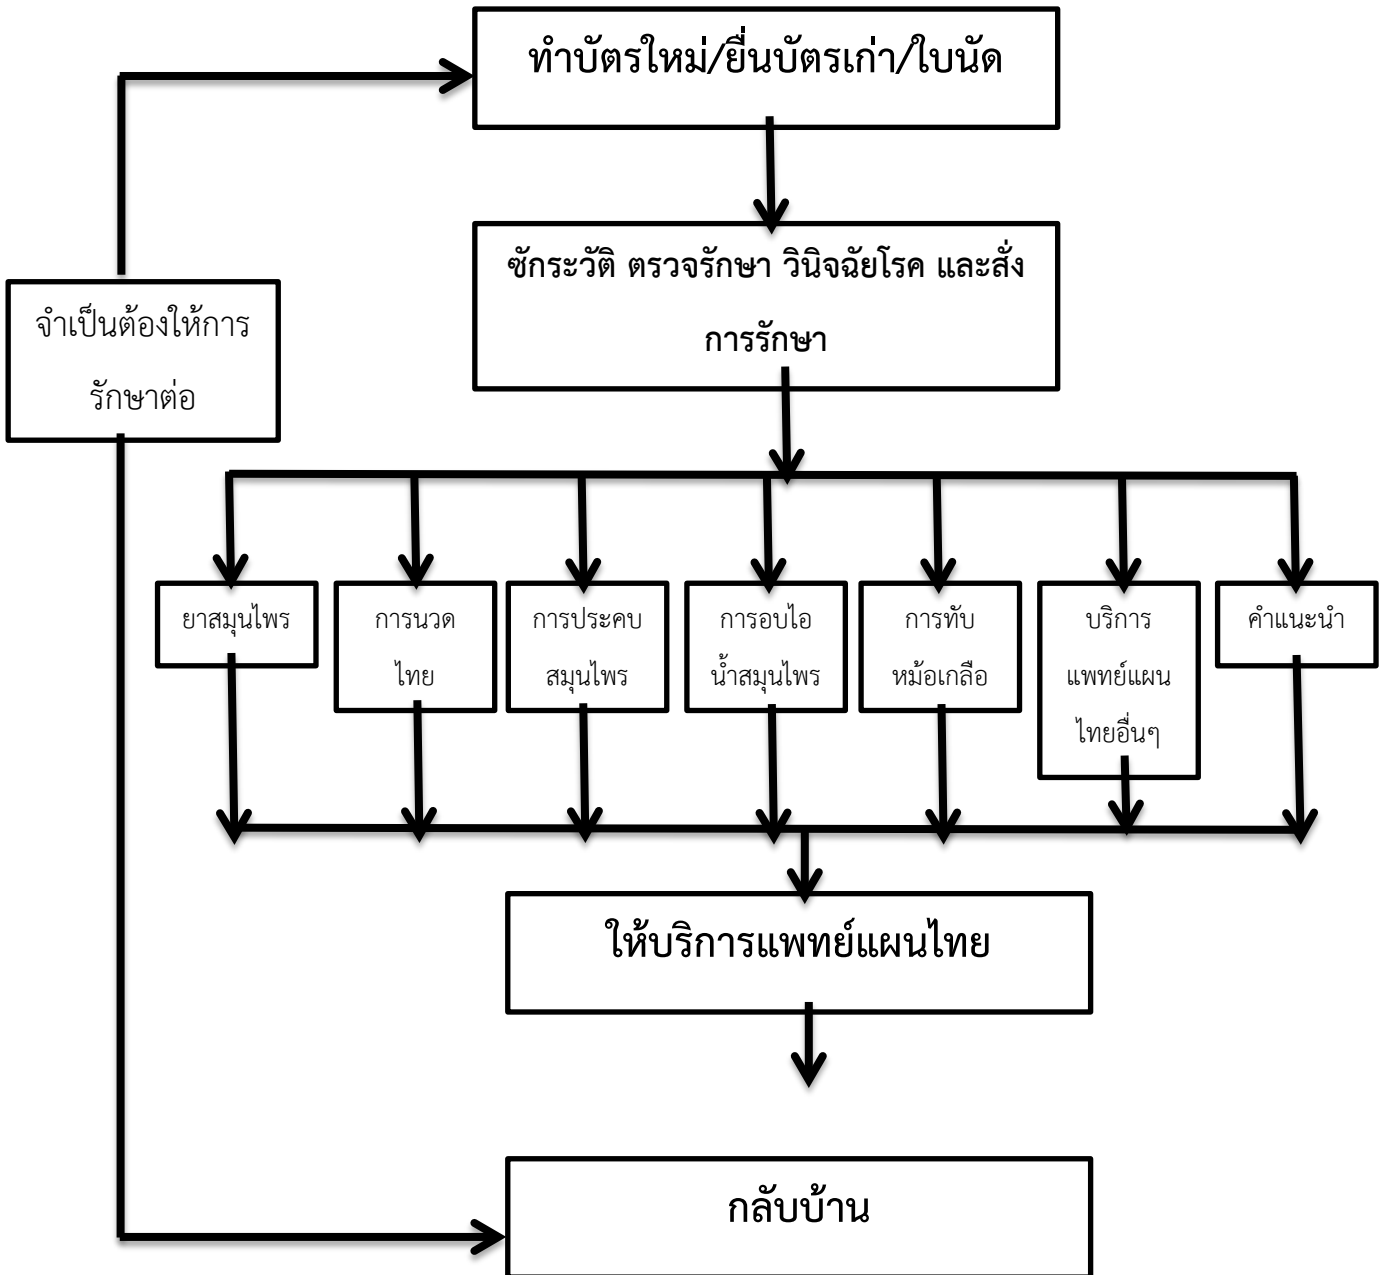 ทำบัตรใหม่/ยื่นบัตรเก่า/ใบนัด
ซักระวัติ ตรวจรักษา วินิจฉัยโรค และสั่ง
การรักษา
จำเป็นต้องให้การ
รักษาต่อ
ยาสมุนไพร
การนวด
ไทย
การประคบ
สมุนไพร
การอบไอ
น้ำสมุนไพร
การทับ
หม้อเกลือ
บริการ
แพทย์แผน
ไทยอื่นๆ
คำแนะนำ
ให้บริการแพทย์แผนไทย
กลับบ้าน